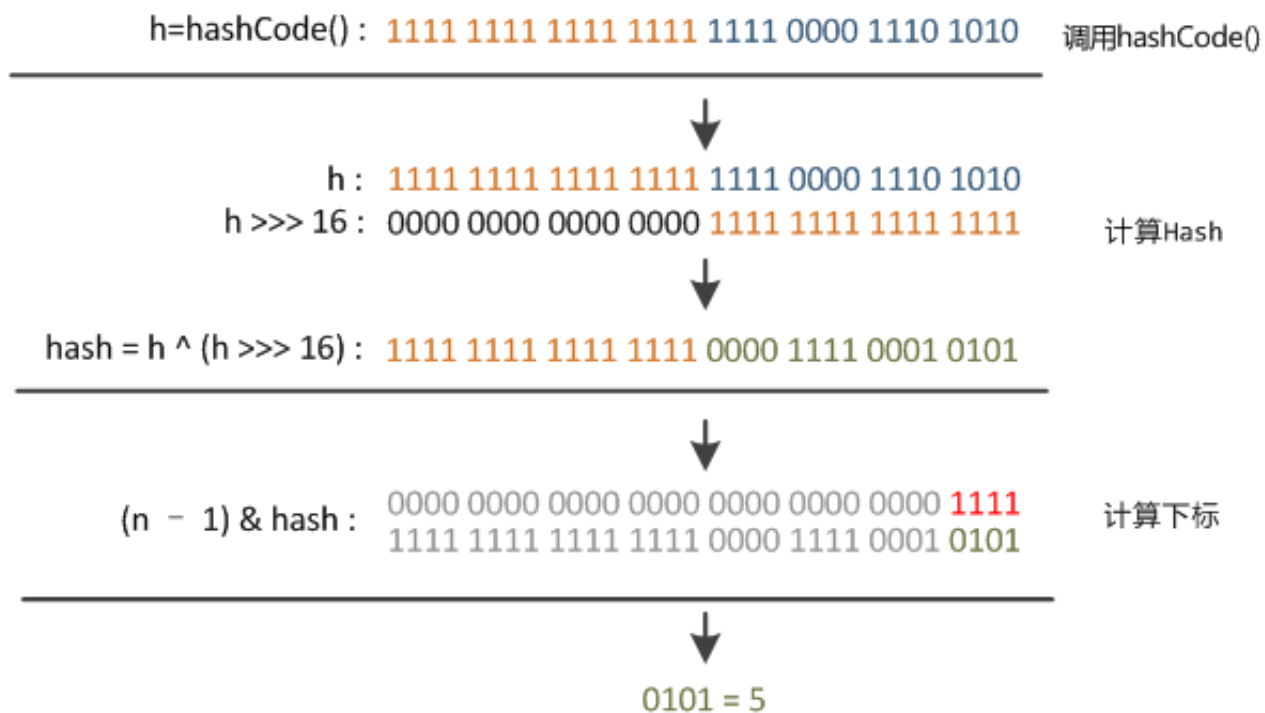 h=hashCode() : 1111 1111 1111 1111 1111 0000 1110 1010 调用hashCode()
h : 1111 1111 1111 1111 1111 0000 1110 1010
h >>> 16 : 0000 0000 0000 0000 1111 1111 1111 1111
计算Hash
hash = h ^ (h >>> 16) : 1111 1111 1111 1111 0000 1111 0001 0101
0000 0000 0000 0000 0000 0000 0000 1111
(n － 1) & hash : 计算下标
1111 1111 1111 1111 0000 1111 0001 0101
0101 = 5